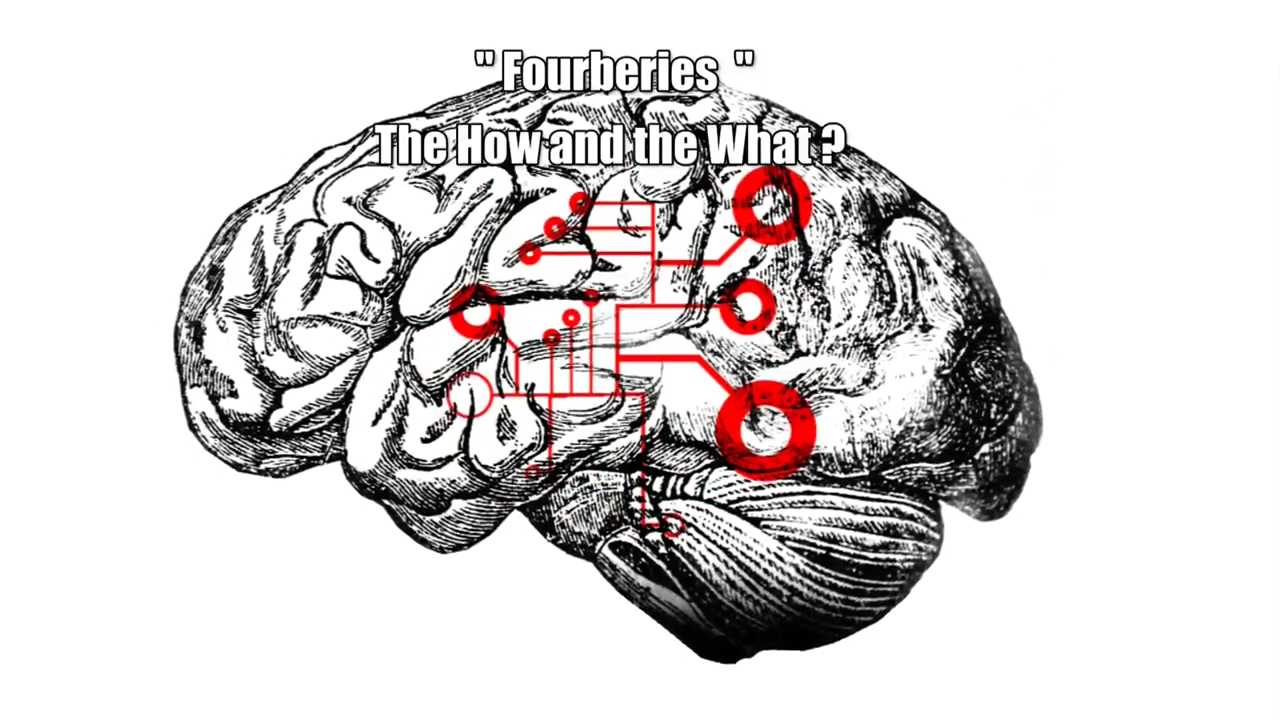 " Fourberies "
The How and the What ?